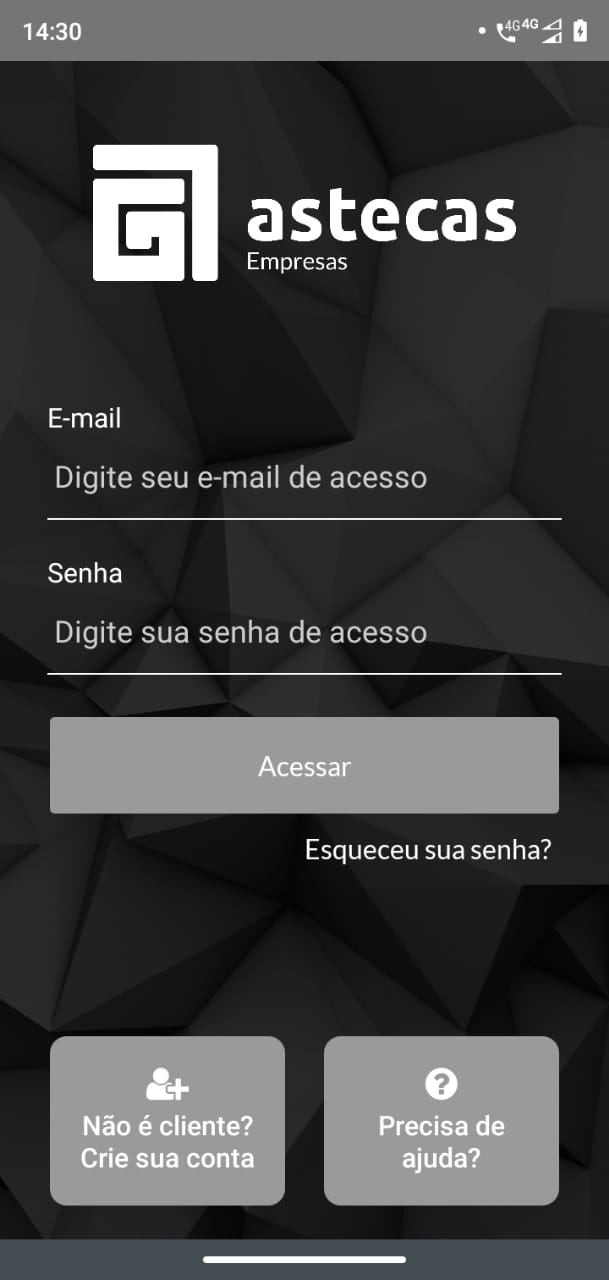 14:30
4G 4G
astecas
Empresas
E-mail
Digite seu e-mail de acesso
Senha
Digite sua senha de acesso
Acessar
Esqueceu sua senha?
Não é cliente?
Crie sua conta
Precisa de
ajuda?